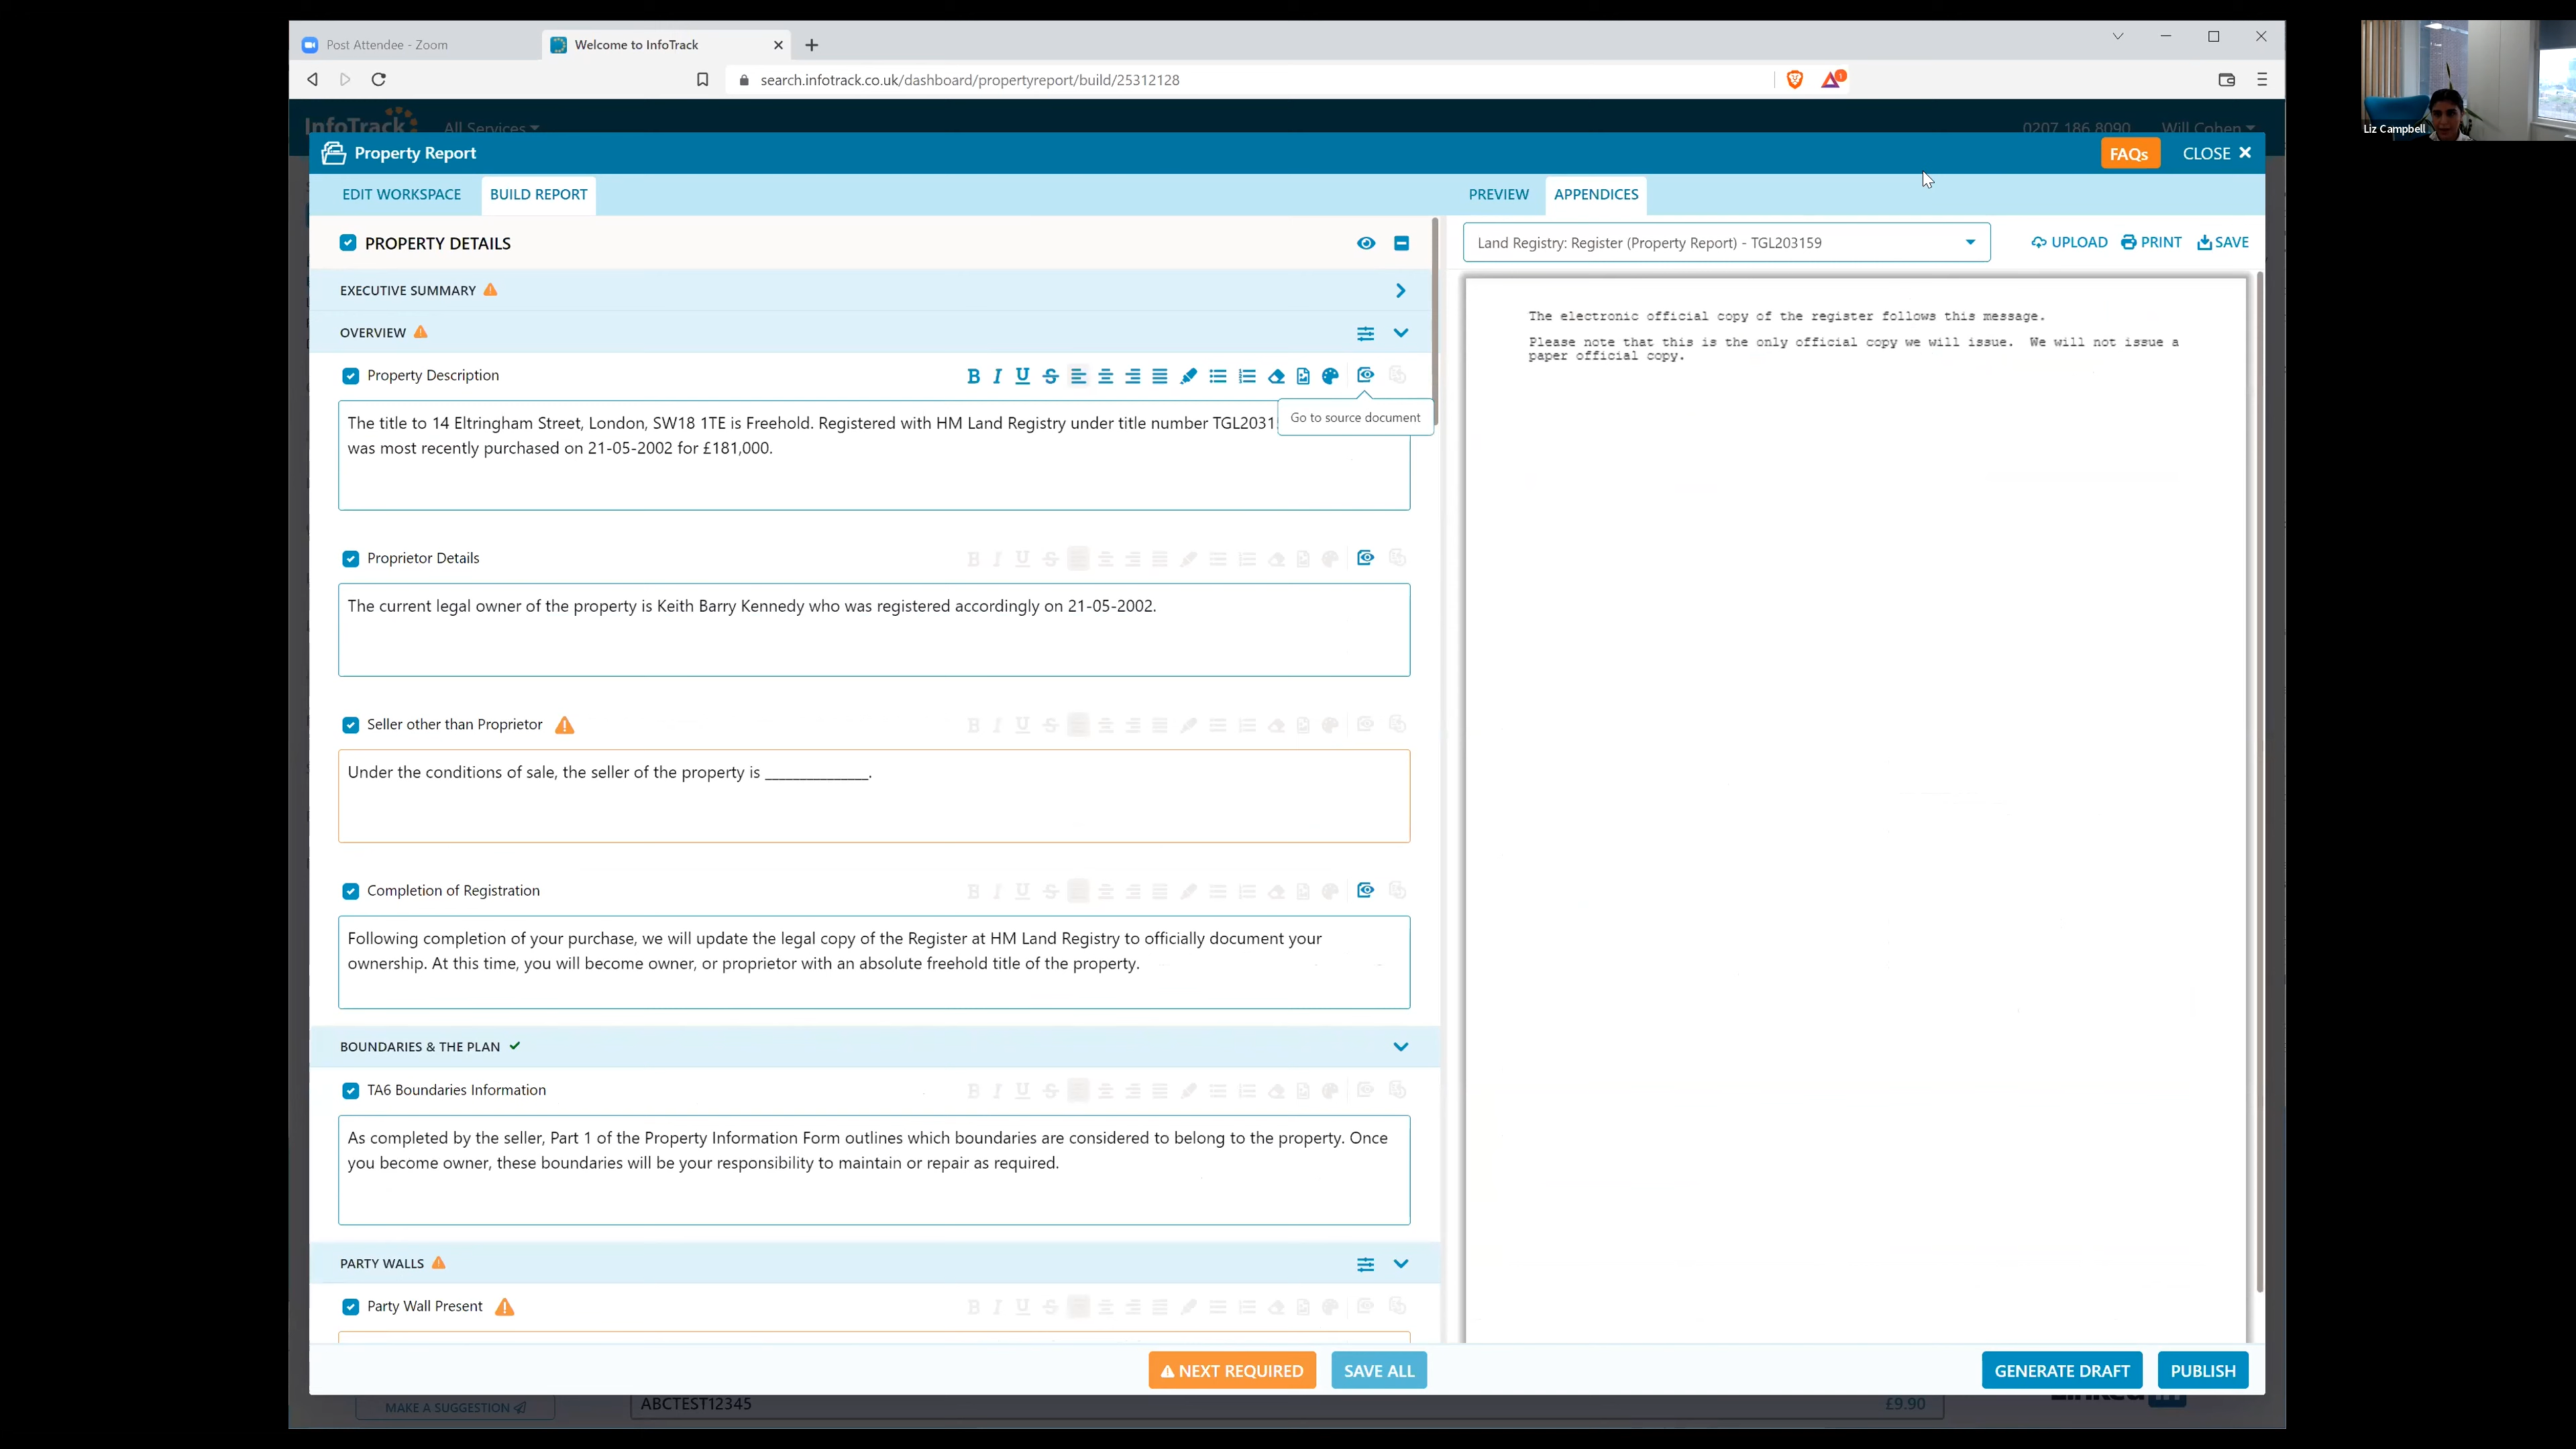 Post Attendee - Zoom
Welcome to InfoTrack
search.infotrack.co.uk/dashboard/propertyreport/build/25312128
1
Liz Campbell
InfoTrack
All Services
0207 186 8090
Will Cohen
Property Report
FAQs
CLOSE
EDIT WORKSPACE
BUILD REPORT
PREVIEW
APPENDICES
PROPERTY DETAILS
Land Registry: Register (Property Report) - TGL203159
UPLOAD
PRINT
SAVE
EXECUTIVE SUMMARY
OVERVIEW
The electronic official copy of the register follows this message.
Please note that this is the only official copy we will issue. We will not issue a
paper official copy.
Property Description
Go to source document
The title to 14 Eltringham Street, London, SW18 1TE is Freehold. Registered with HM Land Registry under title number
was most recently purchased on 21-05-2002 for £181,000.
Proprietor Details
The current legal owner of the property is Keith Barry Kennedy who was registered accordingly on 21-05-2002.
Seller other than Proprietor
Under the conditions of sale, the seller of the property is _______________.
Completion of Registration
Following completion of your purchase, we will update the legal copy of the Register at HM Land Registry to officially document your
ownership. At this time, you will become owner, or proprietor with an absolute freehold title of the property.
BOUNDARIES & THE PLAN
TA6 Boundaries Information
As completed by the seller, Part 1 of the Property Information Form outlines which boundaries are considered to belong to the property. Once
you become owner, these boundaries will be your responsibility to maintain or repair as required.
PARTY WALLS
Party Wall Present
NEXT REQUIRED
SAVE ALL
GENERATE DRAFT
PUBLISH
MAKE A SUGGESTION
ABCTEST12345
£9.90